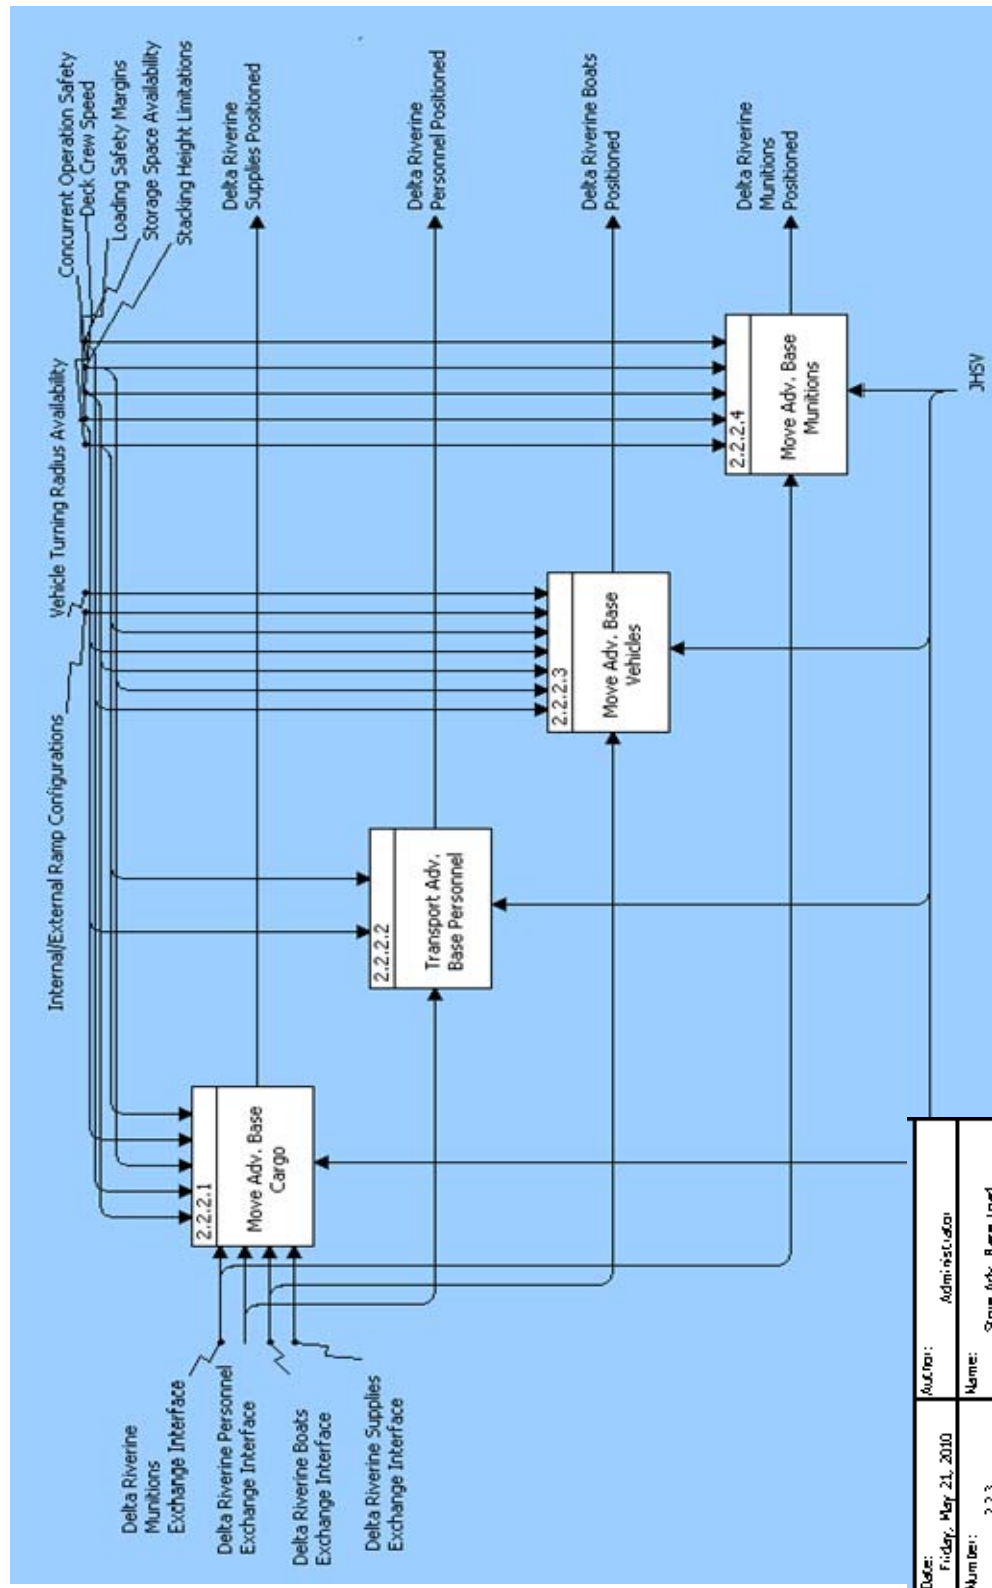 Concurrent Operation Safety
Deck Crew Speed
Loading Safety Margins
Storage Space Availability
Stacking Height Limitations
Vehicle Turning Radius Availability
Internal/External Ramp Configurations
Delta Riverine
Munitions
Exchange Interface
Delta Riverine Personnel
Exchange Interface
Delta Riverine Boats
Exchange Interface
Delta Riverine Supplies
Exchange Interface
2.2.2.1
Move Adv. Base
Cargo
2.2.2.2
Transport Adv.
Base Personnel
2.2.2.3
Move Adv. Base
Vehicles
2.2.2.4
Move Adv. Base
Munitions
Delta Riverine
Supplies Positioned
Delta Riverine
Personnel Positioned
Delta Riverine Boats
Positioned
Delta Riverine
Munitions
Positioned
JHSV
Date:
Friday, May 21, 2010
Author:
Administrator
Number:
2.2.3
Name: